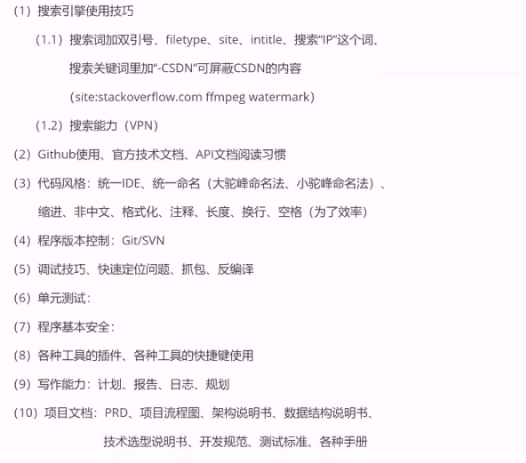 (1) 搜索引擎使用技巧
(1.1) 搜索词加双引号、filetype、site、intitle、搜索“IP”这个词、
搜索关键词里加“-CSDN”可屏蔽CSDN的内容
(site:stackoverflow.com ffmpeg watermark)
(1.2) 搜索能力（VPN）
(2) Github使用、官方技术文档、API文档阅读习惯
(3) 代码风格：统一IDE、统一命名（大驼峰命名法、小驼峰命名法）、
缩进、非中文、格式化、注释、长度、换行、空格（为了效率）
(4) 程序版本控制：Git/SVN
(5) 调试技巧、快速定位问题、抓包、反编译
(6) 单元测试：
(7) 程序基本安全：
(8) 各种工具的插件、各种工具的快捷键使用
(9) 写作能力：计划、报告、日志、规划
(10) 项目文档：PRD、项目流程图、架构说明书、数据结构说明书、
技术选型说明书、开发规范、测试标准、各种手册